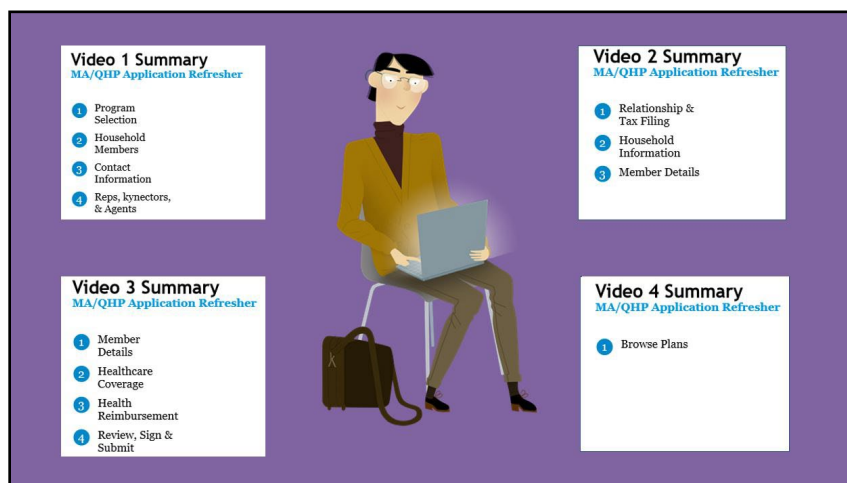 Video 1 Summary
MA/QHP Application Refresher
1 Program
Selection
2 Household
Members
3 Contact
Information
4 Reps, kynectors,
& Agents
Video 2 Summary
MA/QHP Application Refresher
1 Relationship &
Tax Filing
2 Household
Information
3 Member Details
Video 3 Summary
MA/QHP Application Refresher
1 Member
Details
2 Healthcare
Coverage
3 Health
Reimbursement
4 Review, Sign &
Submit
Video 4 Summary
MA/QHP Application Refresher
1 Browse Plans